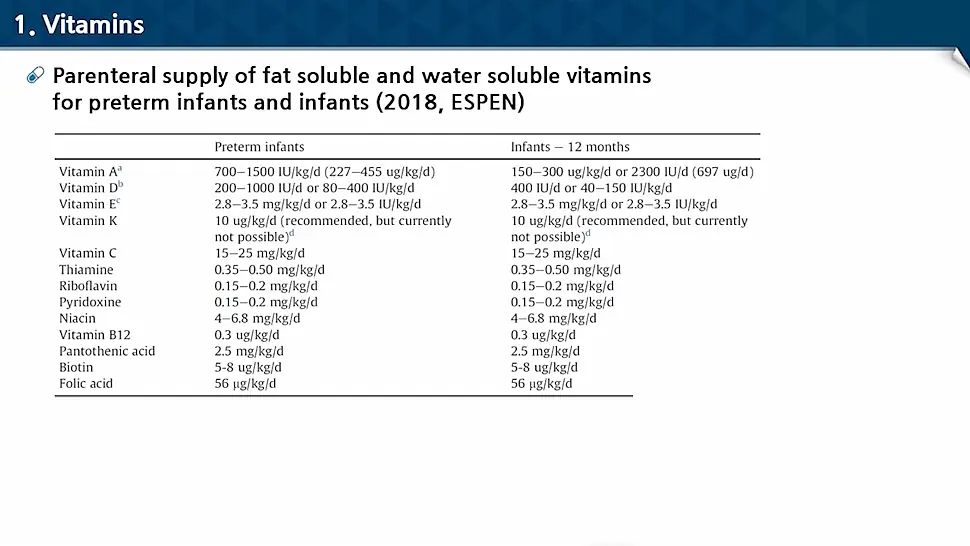 1. Vitamins
Parenteral supply of fat soluble and water soluble vitamins
for preterm infants and infants (2018, ESPEN)
Preterm infants Infants – 12 months
Vitamin Aᵃ 700–1500 IU/kg/d (227–455 ug/kg/d) 150–300 ug/kg/d or 2300 IU/d (697 ug/d)
Vitamin Dᵇ 200–1000 IU/d or 80–400 IU/kg/d 400 IU/d or 40–150 IU/kg/d
Vitamin Eᶜ 2.8–3.5 mg/kg/d or 2.8–3.5 IU/kg/d 2.8–3.5 mg/kg/d or 2.8–3.5 IU/kg/d
Vitamin K 10 ug/kg/d (recommended, but currently 10 ug/kg/d (recommended, but currently
not possible)ᵈ not possible)ᵈ
Vitamin C 15–25 mg/kg/d 15–25 mg/kg/d
Thiamine 0.35–0.50 mg/kg/d 0.35–0.50 mg/kg/d
Riboflavin 0.15–0.2 mg/kg/d 0.15–0.2 mg/kg/d
Pyridoxine 0.15–0.2 mg/kg/d 0.15–0.2 mg/kg/d
Niacin 4–6.8 mg/kg/d 4–6.8 mg/kg/d
Vitamin B12 0.3 ug/kg/d 0.3 ug/kg/d
Pantothenic acid 2.5 mg/kg/d 2.5 mg/kg/d
Biotin 5-8 ug/kg/d 5-8 ug/kg/d
Folic acid 56 μg/kg/d 56 μg/kg/d